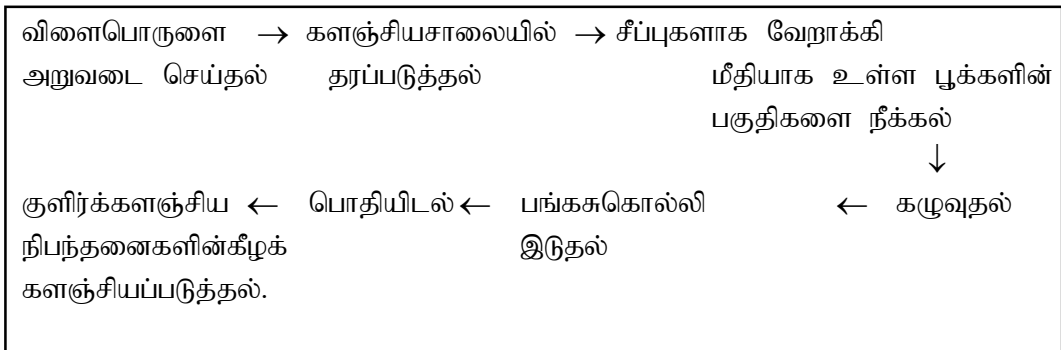 விளைபொருளை → களஞ்சியசாலையில் → சீப்புகளாக வேறாக்கி
அறுவடை செய்தல் தரப்படுத்தல் மீதியாக உள்ள பூக்களின்
பகுதிகளை நீக்கல்
↓
குளிர்க்களஞ்சிய ← பொதியிடல் ← பங்கசுகொல்லி ← கழுவுதல்
நிபந்தனைகளின்கீழக் இடுதல்
களஞ்சியப்படுத்தல்.